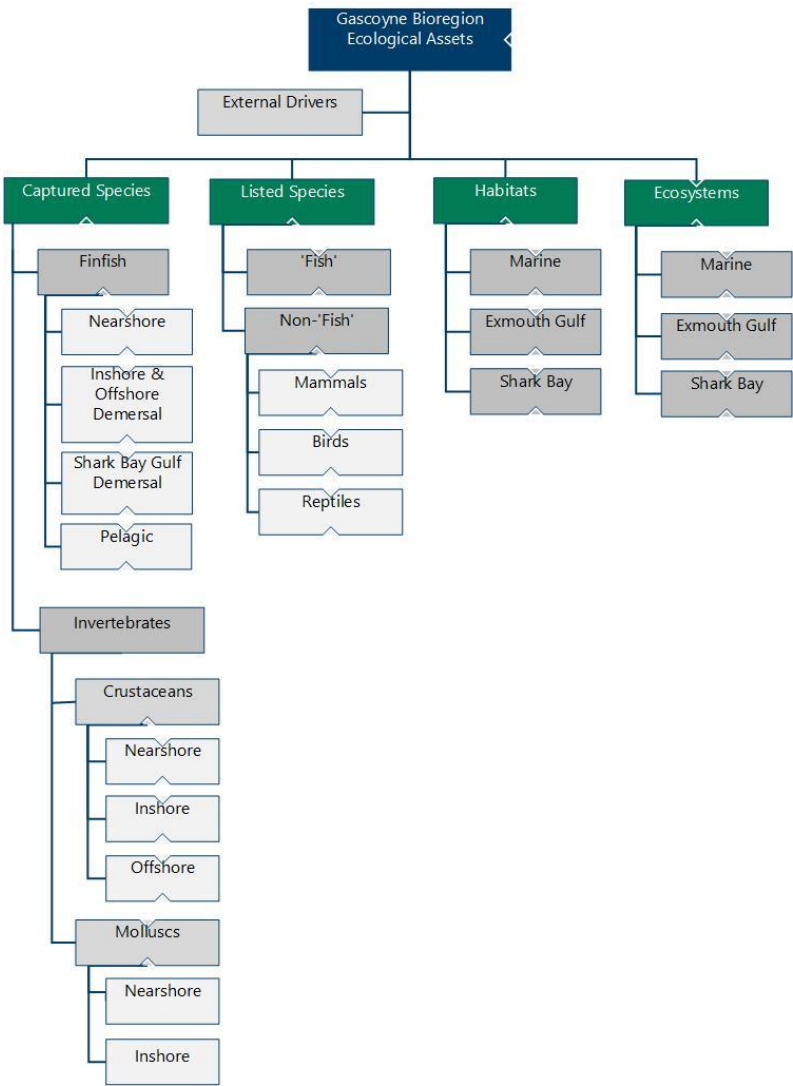 Gascoyne Bioregion
Ecological Assets
External Drivers
Captured Species
Finfish
Nearshore
Inshore &
Offshore
Demersal
Shark Bay Gulf
Demersal
Pelagic
Invertebrates
Crustaceans
Nearshore
Inshore
Offshore
Molluscs
Nearshore
Inshore
Listed Species
'Fish'
Non-'Fish'
Mammals
Birds
Reptiles
Habitats
Marine
Exmouth Gulf
Shark Bay
Ecosystems
Marine
Exmouth Gulf
Shark Bay